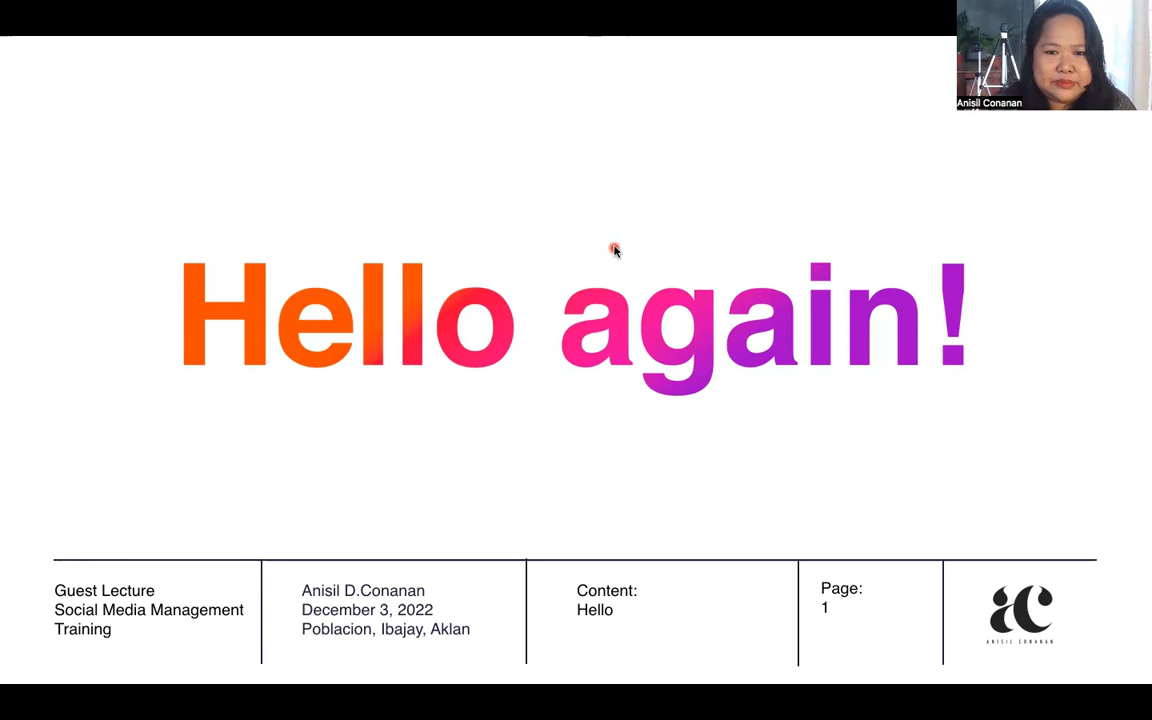 Anisil Conanan
Hello again!
Guest Lecture
Social Media Management
Training
Anisil D.Conanan
December 3, 2022
Poblacion, Ibajay, Aklan
Content:
Hello
Page:
1
ac
ANISIL CONANAN